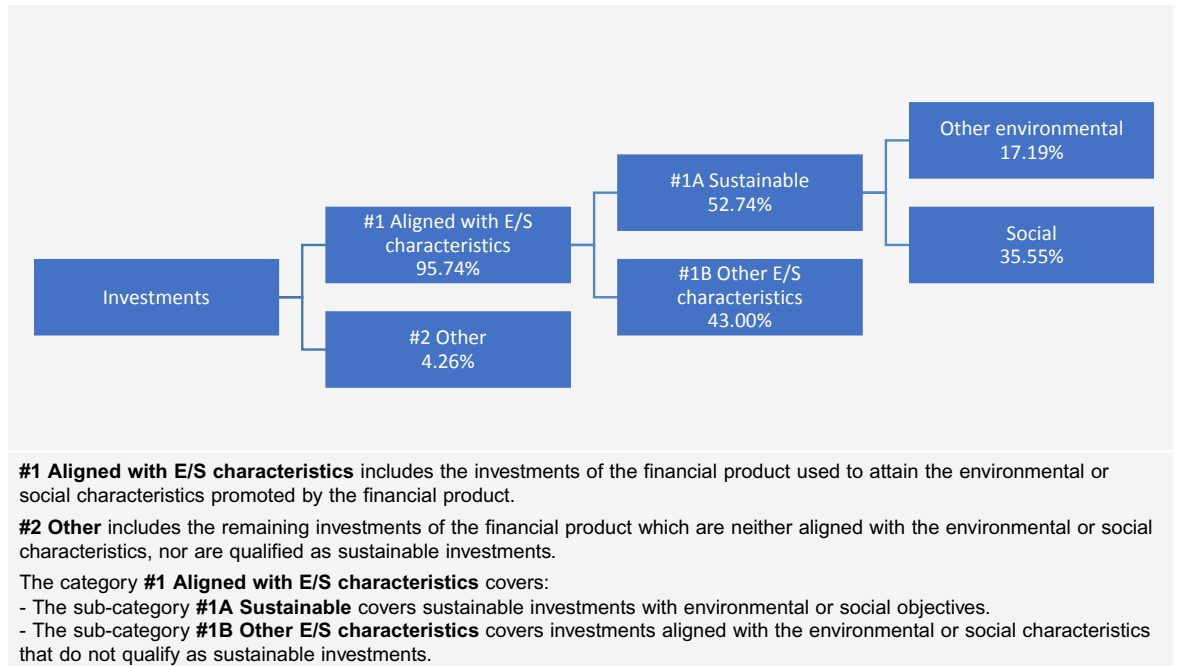 Other environmental
17.19%
#1A Sustainable
52.74%
#1 Aligned with E/S
characteristics
95.74%
Social
35.55%
Investments
#1B Other E/S
characteristics
43.00%
#2 Other
4.26%
#1 Aligned with E/S characteristics includes the investments of the financial product used to attain the environmental or
social characteristics promoted by the financial product.
#2 Other includes the remaining investments of the financial product which are neither aligned with the environmental or social
characteristics, nor are qualified as sustainable investments.
The category #1 Aligned with E/S characteristics covers:
- The sub-category #1A Sustainable covers sustainable investments with environmental or social objectives.
- The sub-category #1B Other E/S characteristics covers investments aligned with the environmental or social characteristics
that do not qualify as sustainable investments.